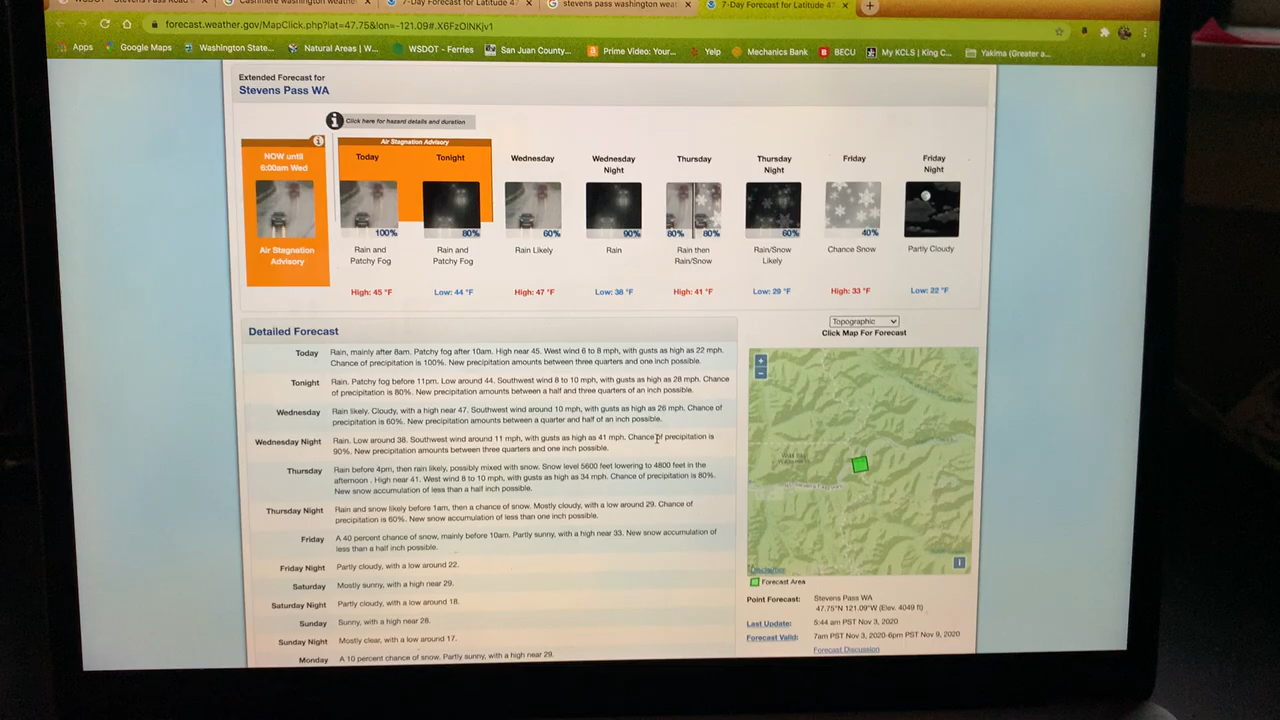 Cashmere washington weathe
7-Day Forecast for Latitude 47
stevens pass washington weat
7-Day Forecast for Latitude 47
forecast.weather.gov/MapClick.php?lat=47.75&lon=-121.09#.X6FzOlNKjv1
Apps Google Maps Washington State... Natural Areas | W... WSDOT - Ferries San Juan County... Prime Video: Your... Yelp Mechanics Bank BECU My KCLS | King C... Yakima (Greater a...
Extended Forecast for
Stevens Pass WA
Click here for hazard details and duration
Air Stagnation Advisory
NOW until
6:00am Wed
Air Stagnation
Advisory
Today
100%
Rain and
Patchy Fog
High: 45 °F
Tonight
80%
Rain and
Patchy Fog
Low: 44 °F
Wednesday
60%
Rain Likely
High: 47 °F
Wednesday
Night
90%
Rain
Low: 38 °F
Thursday
80% 80%
Rain then
Rain/Snow
High: 41 °F
Thursday
Night
60%
Rain/Snow
Likely
Low: 29 °F
Friday
40%
Chance Snow
High: 33 °F
Friday
Night
Partly Cloudy
Low: 22 °F
Detailed Forecast
Today Rain, mainly after 8am. Patchy fog after 10am. High near 45. West wind 6 to 8 mph, with gusts as high as 22 mph.
Chance of precipitation is 100%. New precipitation amounts between three quarters and one inch possible.
Tonight Rain. Patchy fog before 11pm. Low around 44. Southwest wind 8 to 10 mph, with gusts as high as 28 mph. Chance
of precipitation is 80%. New precipitation amounts between a half and three quarters of an inch possible.
Wednesday Rain likely. Cloudy, with a high near 47. Southwest wind around 10 mph, with gusts as high as 26 mph. Chance of
precipitation is 60%. New precipitation amounts between a quarter and half of an inch possible.
Wednesday Night Rain. Low around 38. Southwest wind around 11 mph, with gusts as high as 41 mph. Chance of precipitation is
90%. New precipitation amounts between three quarters and one inch possible.
Thursday Rain before 4pm, then rain likely, possibly mixed with snow. Snow level 5600 feet lowering to 4800 feet in the
afternoon . High near 41. West wind 8 to 10 mph, with gusts as high as 34 mph. Chance of precipitation is 80%.
New snow accumulation of less than a half inch possible.
Thursday Night Rain and snow likely before 1am, then a chance of snow. Mostly cloudy, with a low around 29. Chance of
precipitation is 60%. New snow accumulation of less than one inch possible.
Friday A 40 percent chance of snow, mainly before 10am. Partly sunny, with a high near 33. New snow accumulation of
less than a half inch possible.
Friday Night Partly cloudy, with a low around 22.
Saturday Mostly sunny, with a high near 29.
Saturday Night Partly cloudy, with a low around 18.
Sunday Sunny, with a high near 28.
Sunday Night Mostly clear, with a low around 17.
Monday A 10 percent chance of snow. Partly sunny, with a high near 29.
Topographic
Click Map For Forecast
Disclaimer
Forecast Area
Point Forecast: Stevens Pass WA
47.75°N 121.09°W (Elev. 4049 ft)
Last Update: 5:44 am PST Nov 3, 2020
Forecast Valid: 7am PST Nov 3, 2020-6pm PST Nov 9, 2020
Forecast Discussion